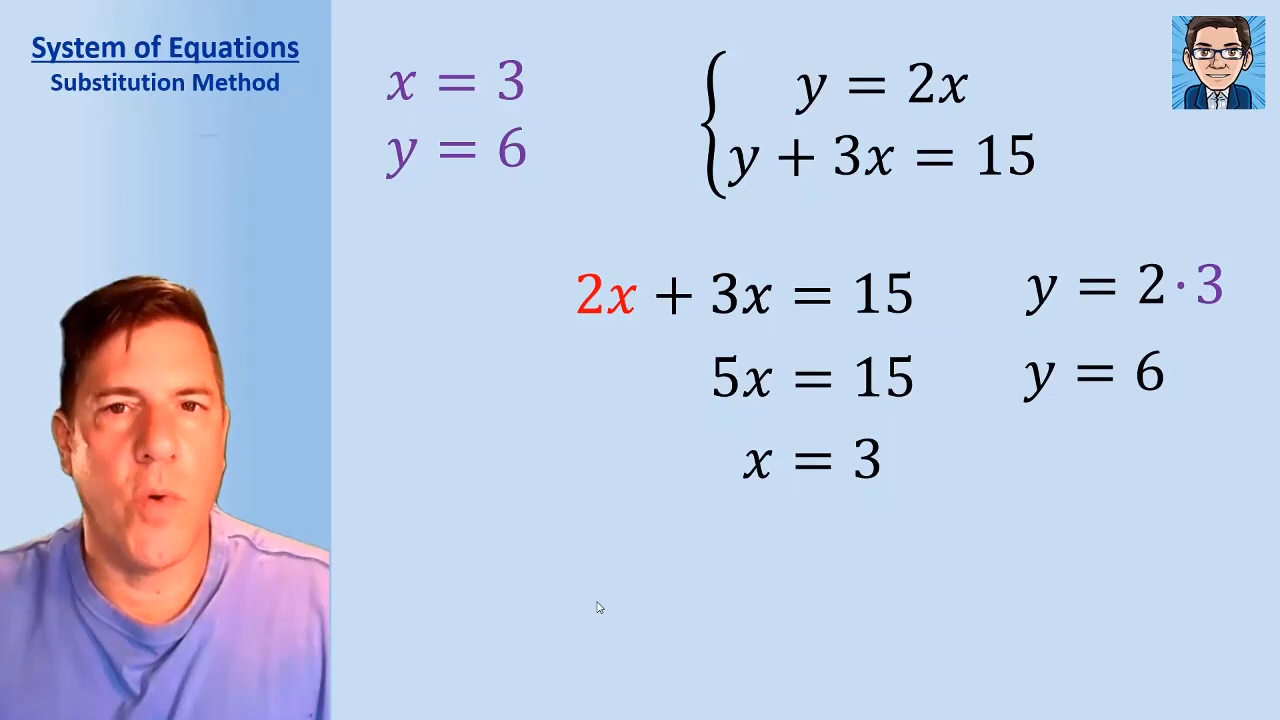 System of Equations
Substitution Method
x = 3
y = 6
y = 2x
y + 3x = 15
2x + 3x = 15
5x = 15
x = 3
y = 2 · 3
y = 6